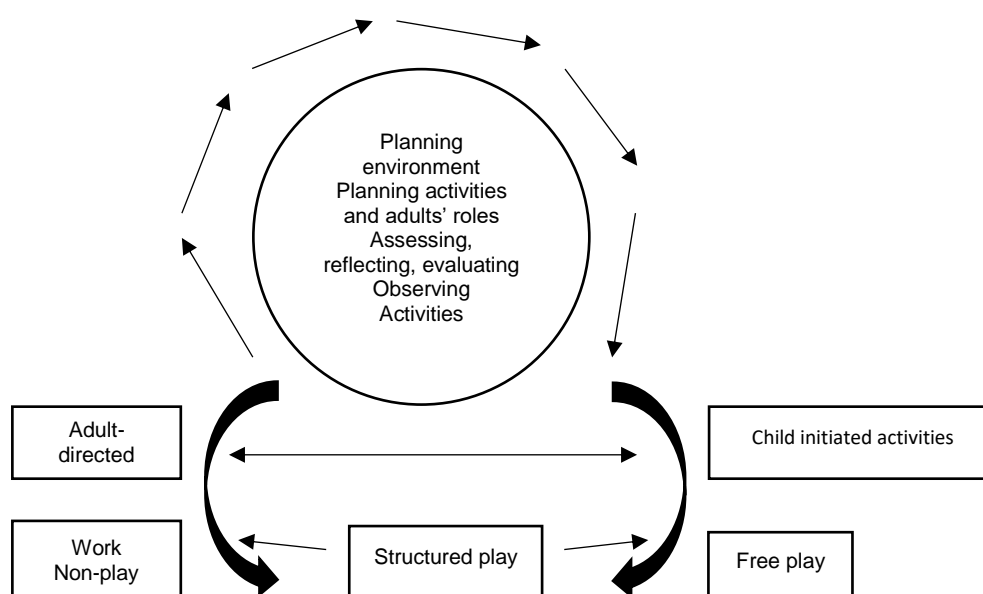 Planning
environment
Planning activities
and adults’ roles
Assessing,
reflecting, evaluating
Observing
Activities
Adult-
directed
Child initiated activities
Work
Non-play
Structured play
Free play